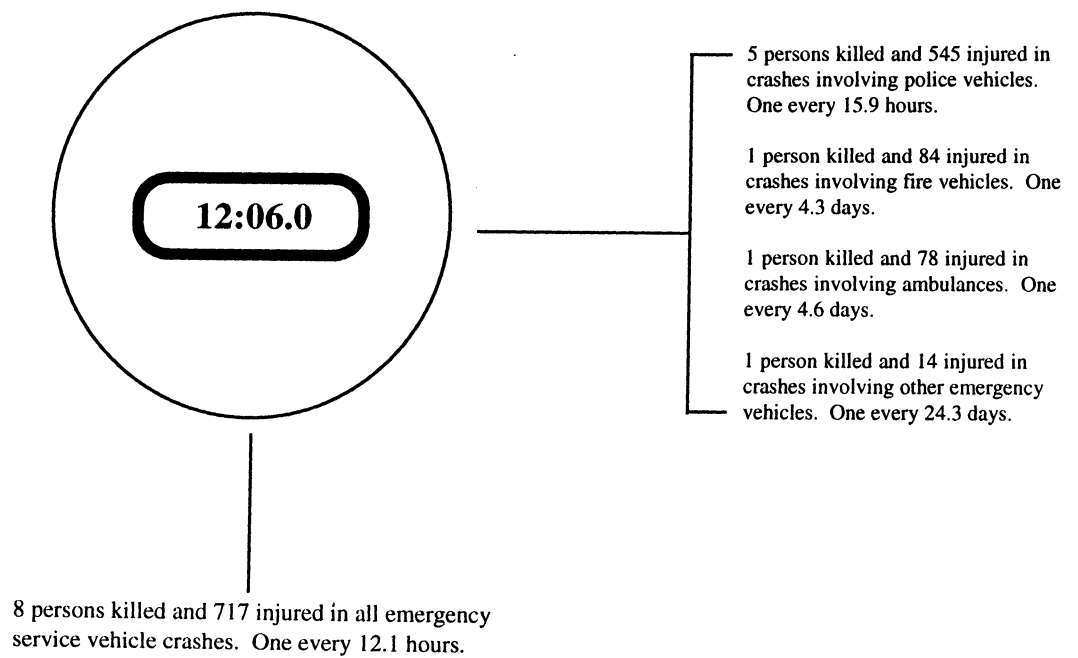 12:06.0
5 persons killed and 545 injured in
crashes involving police vehicles.
One every 15.9 hours.
1 person killed and 84 injured in
crashes involving fire vehicles. One
every 4.3 days.
1 person killed and 78 injured in
crashes involving ambulances. One
every 4.6 days.
1 person killed and 14 injured in
crashes involving other emergency
vehicles. One every 24.3 days.
8 persons killed and 717 injured in all emergency
service vehicle crashes. One every 12.1 hours.